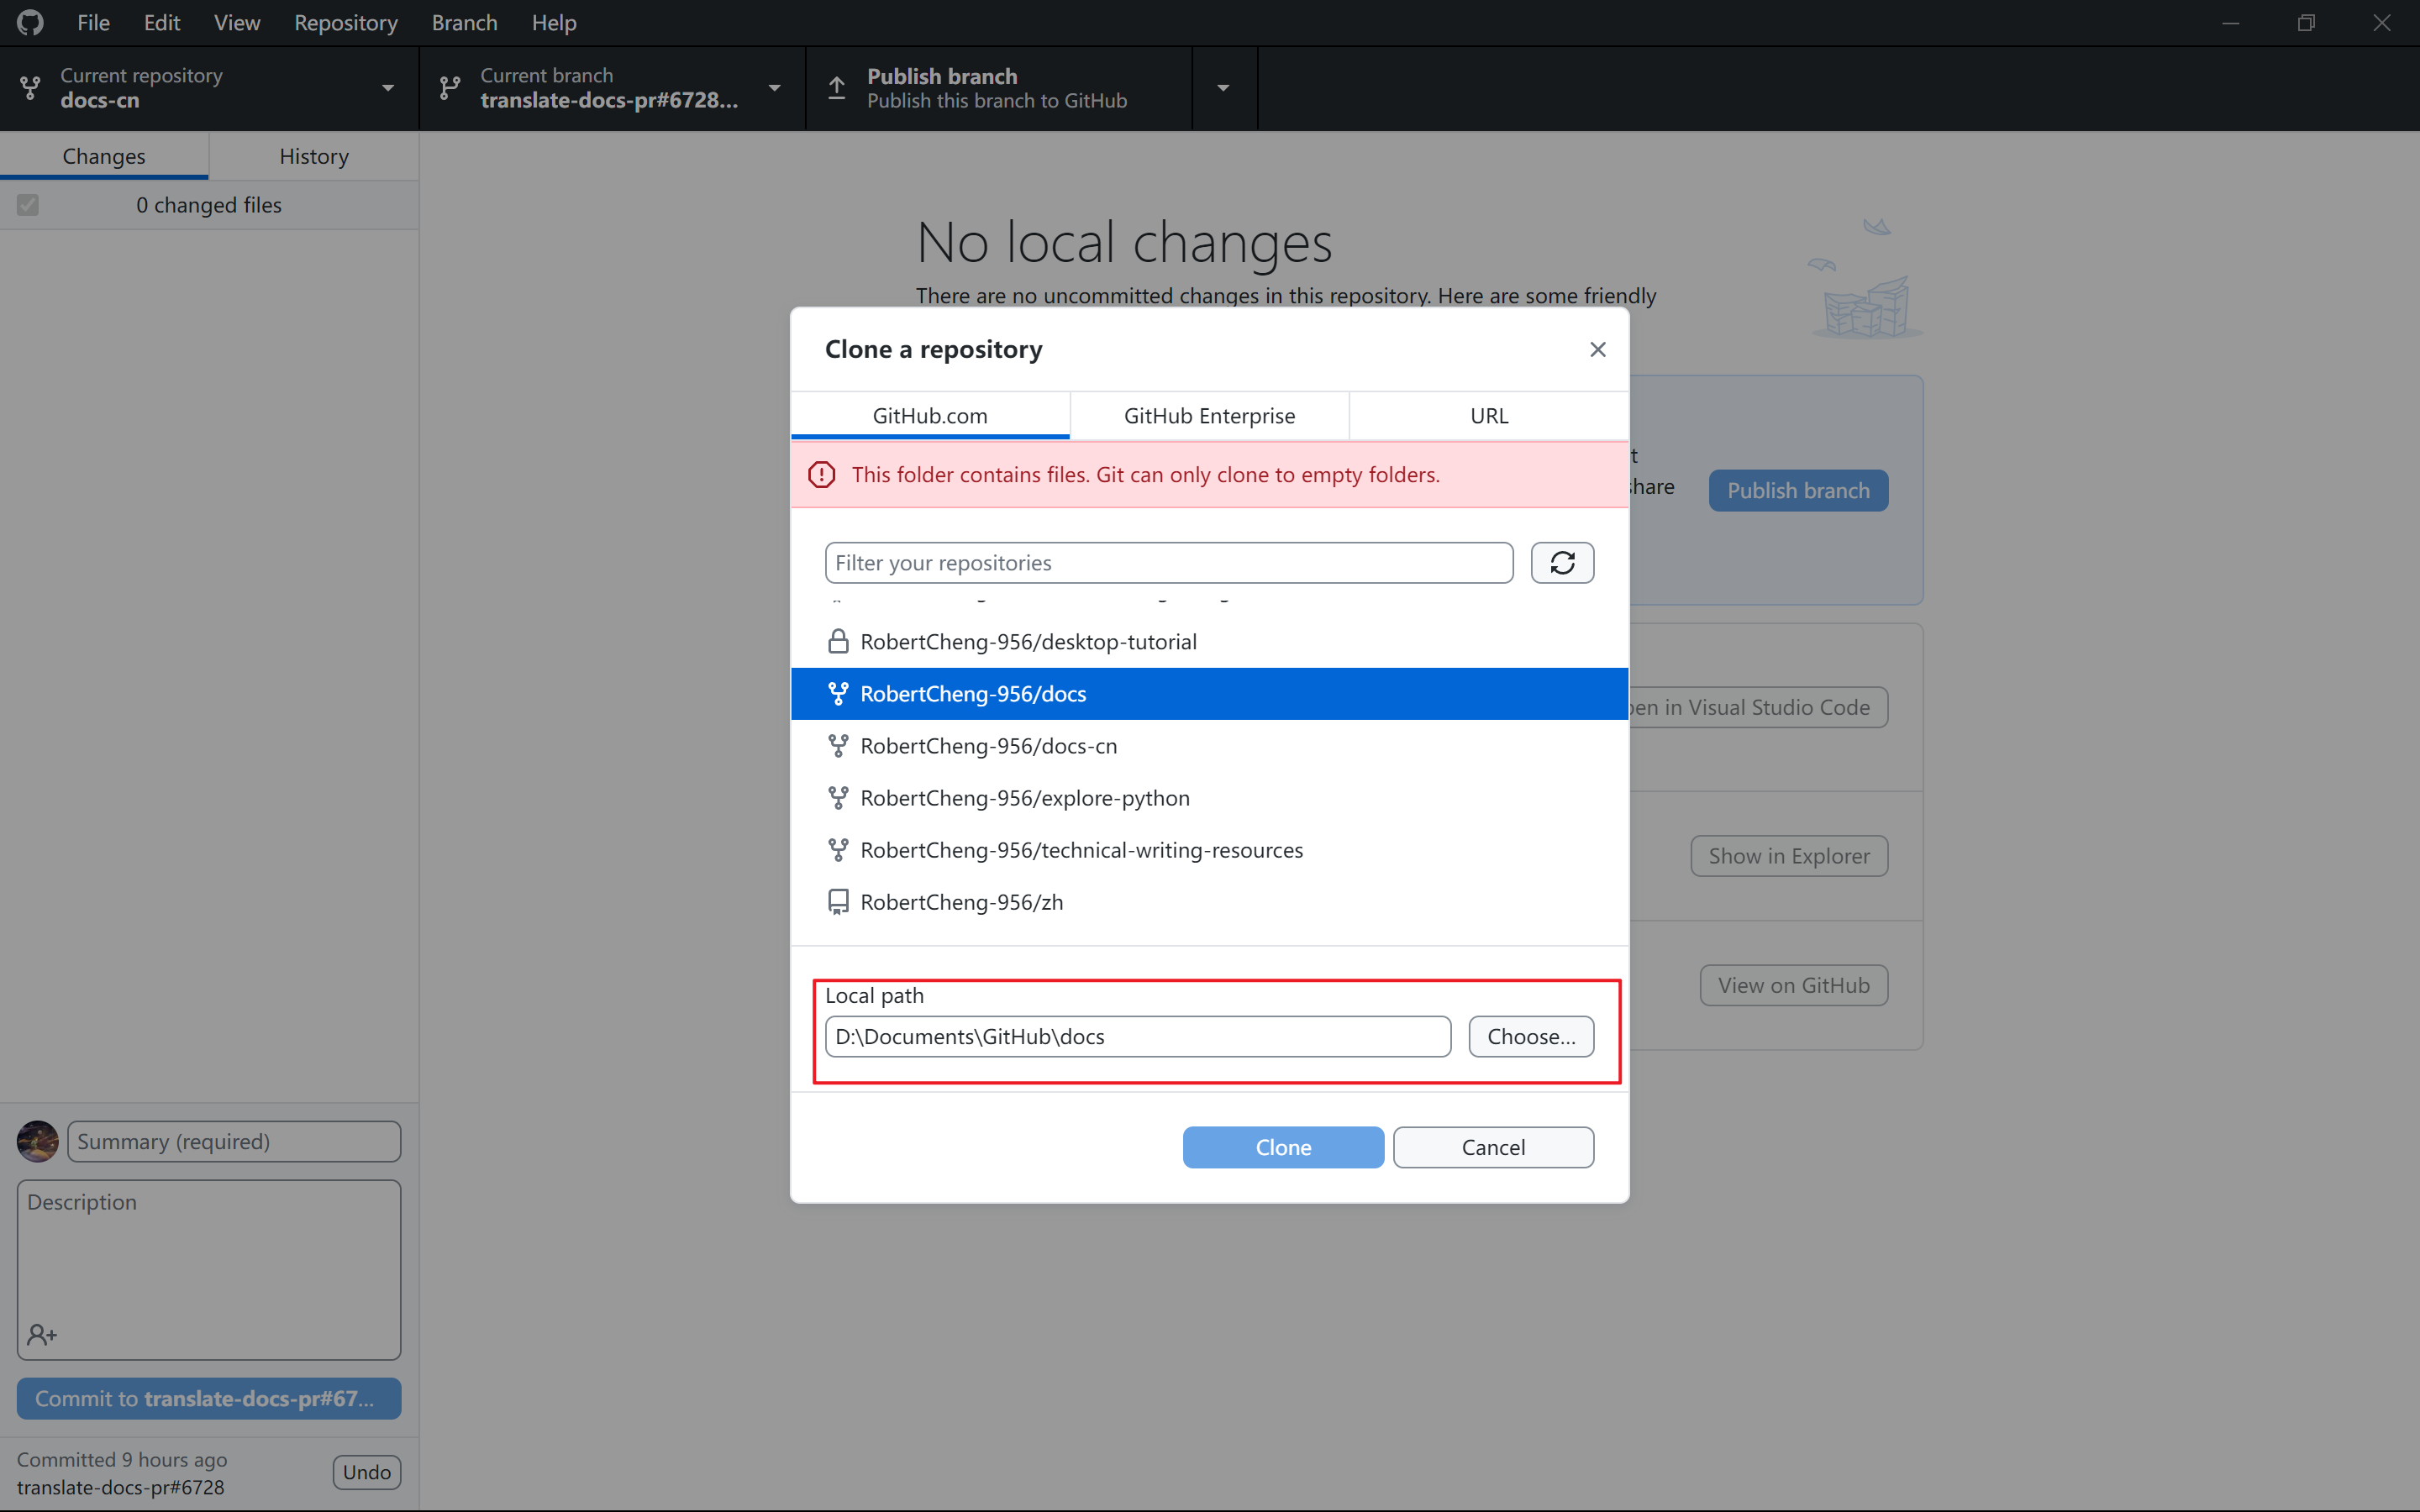 File Edit View Repository Branch Help
Current repository
docs-cn
Current branch
translate-docs-pr#6728...
Publish branch
Publish this branch to GitHub
Changes
History
0 changed files
No local changes
There are no uncommitted changes in this repository. Here are some friendly
Clone a repository
GitHub.com
GitHub Enterprise
URL
This folder contains files. Git can only clone to empty folders.
Filter your repositories
RobertCheng-956/desktop-tutorial
RobertCheng-956/docs
RobertCheng-956/docs-cn
RobertCheng-956/explore-python
RobertCheng-956/technical-writing-resources
RobertCheng-956/zh
Local path
D:\Documents\GitHub\docs
Choose...
Clone
Cancel
Publish branch
in Visual Studio Code
Show in Explorer
View on GitHub
Summary (required)
Description
Commit to translate-docs-pr#67...
Committed 9 hours ago
translate-docs-pr#6728
Undo